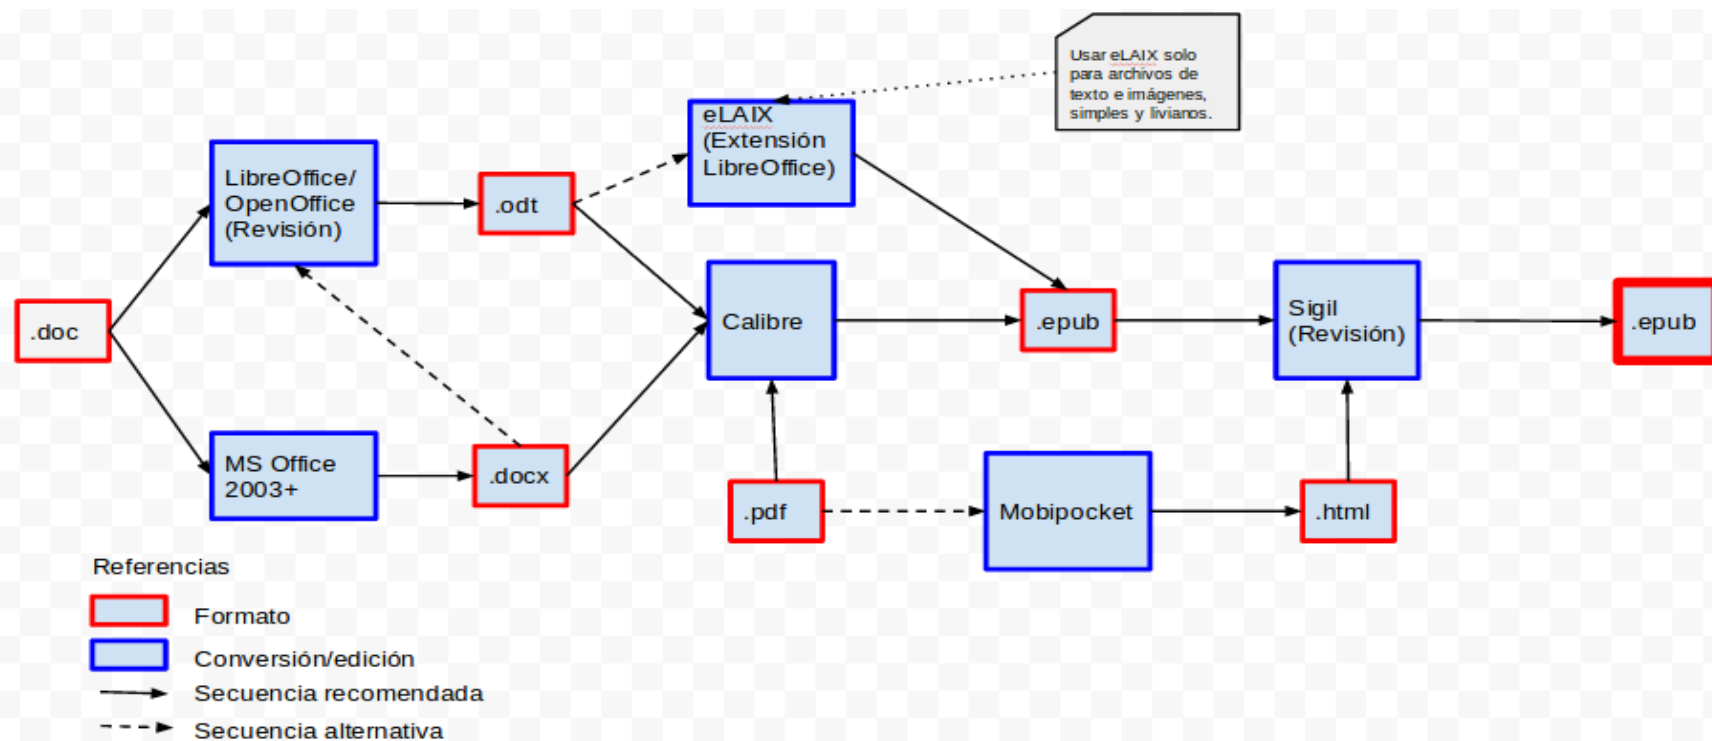 Usar eLAIX solo
para archivos de
texto e imágenes,
simples y livianos.
eLAIX
(Extensión
LibreOffice)
LibreOffice/
OpenOffice
(Revisión)
.odt
.doc
Calibre
.epub
Sigil
(Revisión)
.epub
MS Office
2003+
.docx
.pdf
Mobipocket
.html
Referencias
Formato
Conversión/edición
Secuencia recomendada
Secuencia alternativa